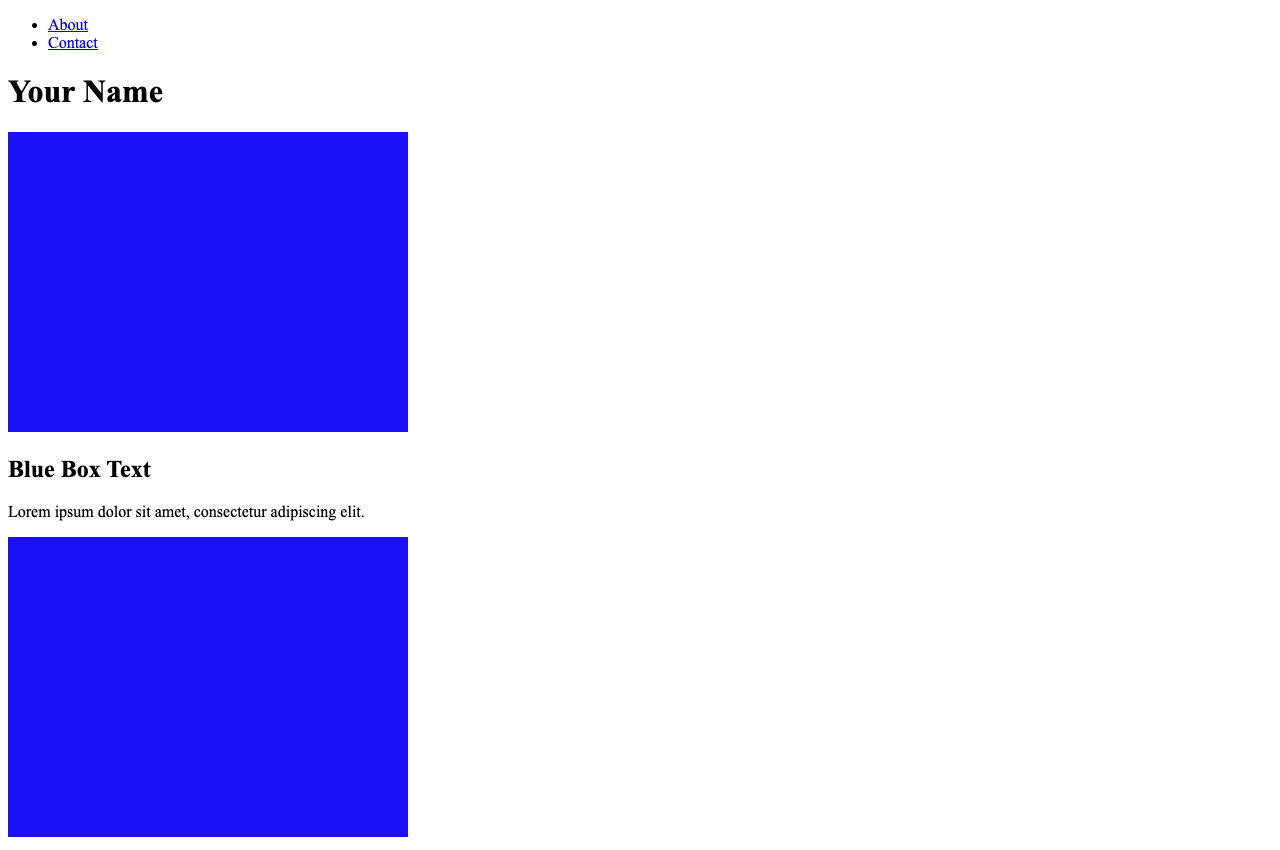 About
Contact
Your Name
Blue Box Text
Lorem ipsum dolor sit amet, consectetur adipiscing elit.